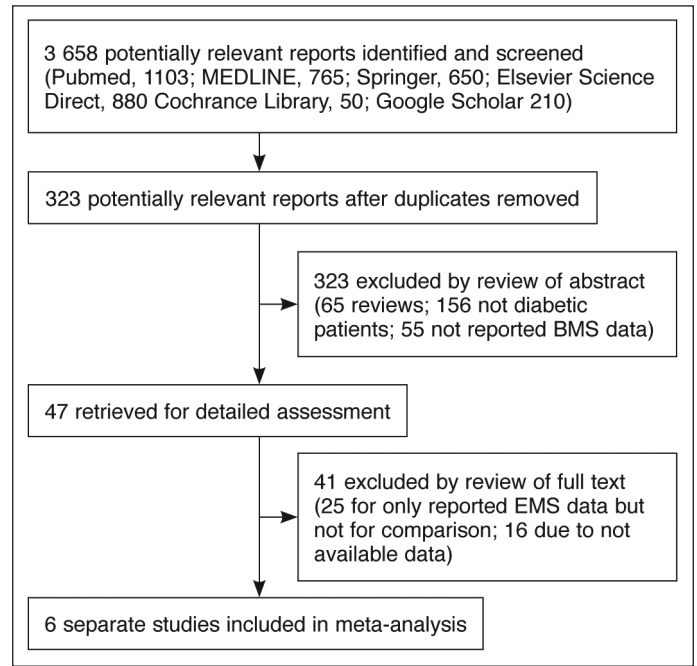 3 658 potentially relevant reports identified and screened
(Pubmed, 1103; MEDLINE, 765; Springer, 650; Elsevier Science
Direct, 880 Cochrance Library, 50; Google Scholar 210)
323 potentially relevant reports after duplicates removed
323 excluded by review of abstract
(65 reviews; 156 not diabetic
patients; 55 not reported BMS data)
47 retrieved for detailed assessment
41 excluded by review of full text
(25 for only reported EMS data but
not for comparison; 16 due to not
available data)
6 separate studies included in meta-analysis